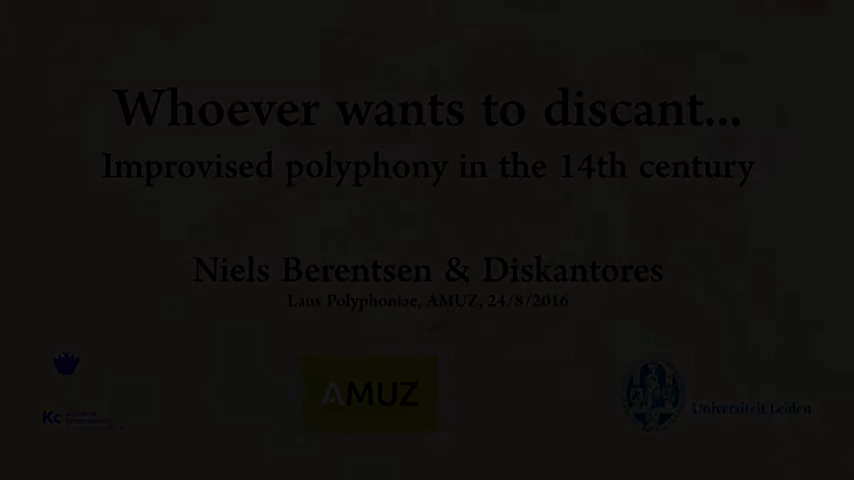 Whoever wants to discant...
Improvised polyphony in the 14th century
Niels Berentsen & Diskantores
Laus Polyphoniae, AMUZ, 24/8/2016
Kc
AMUZ
Universiteit Leiden